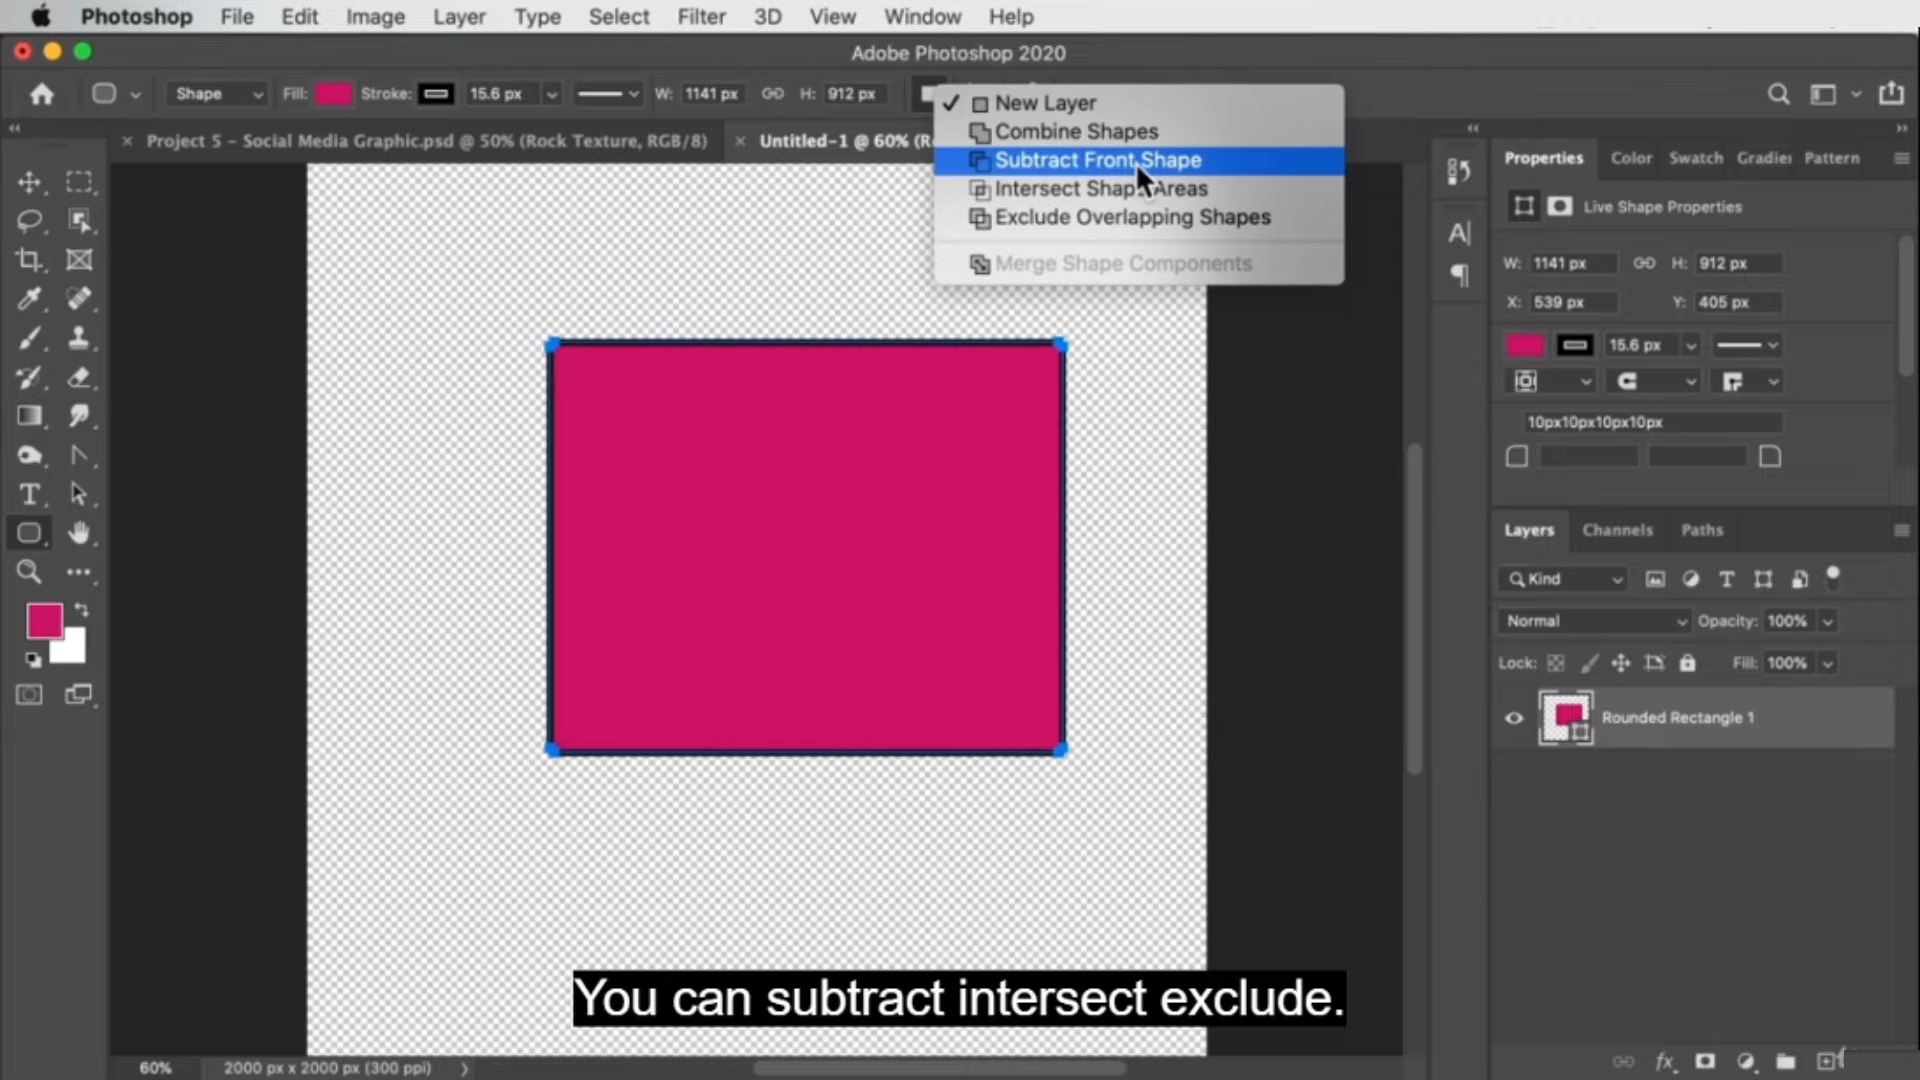 Photoshop File Edit Image Layer Type Select Filter 3D View Window Help
Adobe Photoshop 2020
Shape Fill: Stroke: 15.6 px W: 1141 px H: 912 px
Project 5 – Social Media Graphic.psd @ 50% (Rock Texture, RGB/8) Untitled-1 @ 60% (R
New Layer
Combine Shapes
Subtract Front Shape
Intersect Shape Areas
Exclude Overlapping Shapes
Merge Shape Components
Properties Color Swatch Gradie Pattern
Live Shape Properties
W: 1141 px H: 912 px
X: 539 px Y: 405 px
15.6 px
10px10px10px10px
Layers Channels Paths
Kind
Normal Opacity: 100%
Lock: Fill: 100%
Rounded Rectangle 1
You can subtract intersect exclude.
60% 2000 px x 2000 px (300 ppi)